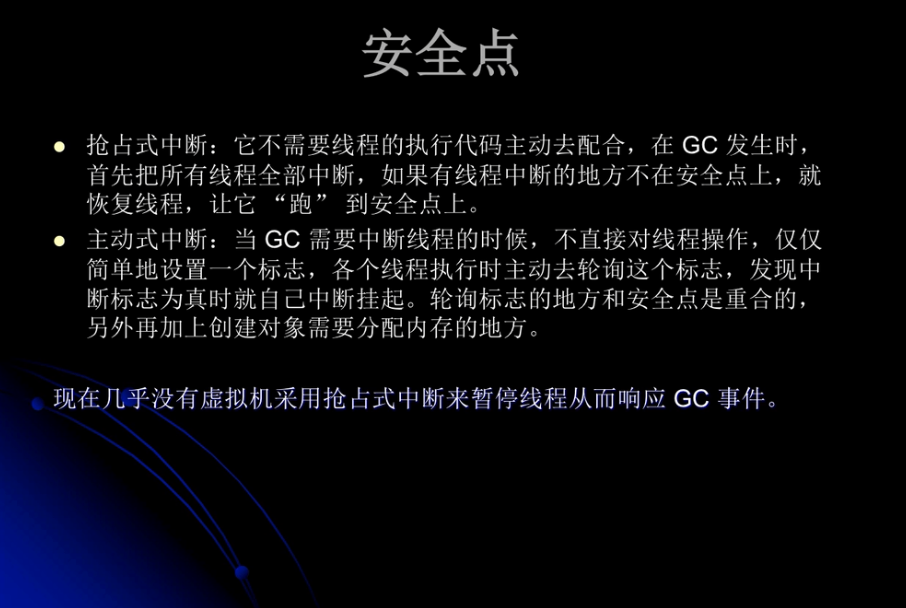 安全点
抢占式中断：它不需要线程的执行代码主动去配合，在 GC 发生时，
首先把所有线程全部中断，如果有线程中断的地方不在安全点上，就
恢复线程，让它 “跑” 到安全点上。
主动式中断：当 GC 需要中断线程的时候，不直接对线程操作，仅仅
简单地设置一个标志，各个线程执行时主动去轮询这个标志，发现中
断标志为真时就自己中断挂起。轮询标志的地方和安全点是重合的，
另外再加上创建对象需要分配内存的地方。
现在几乎没有虚拟机采用抢占式中断来暂停线程从而响应 GC 事件。